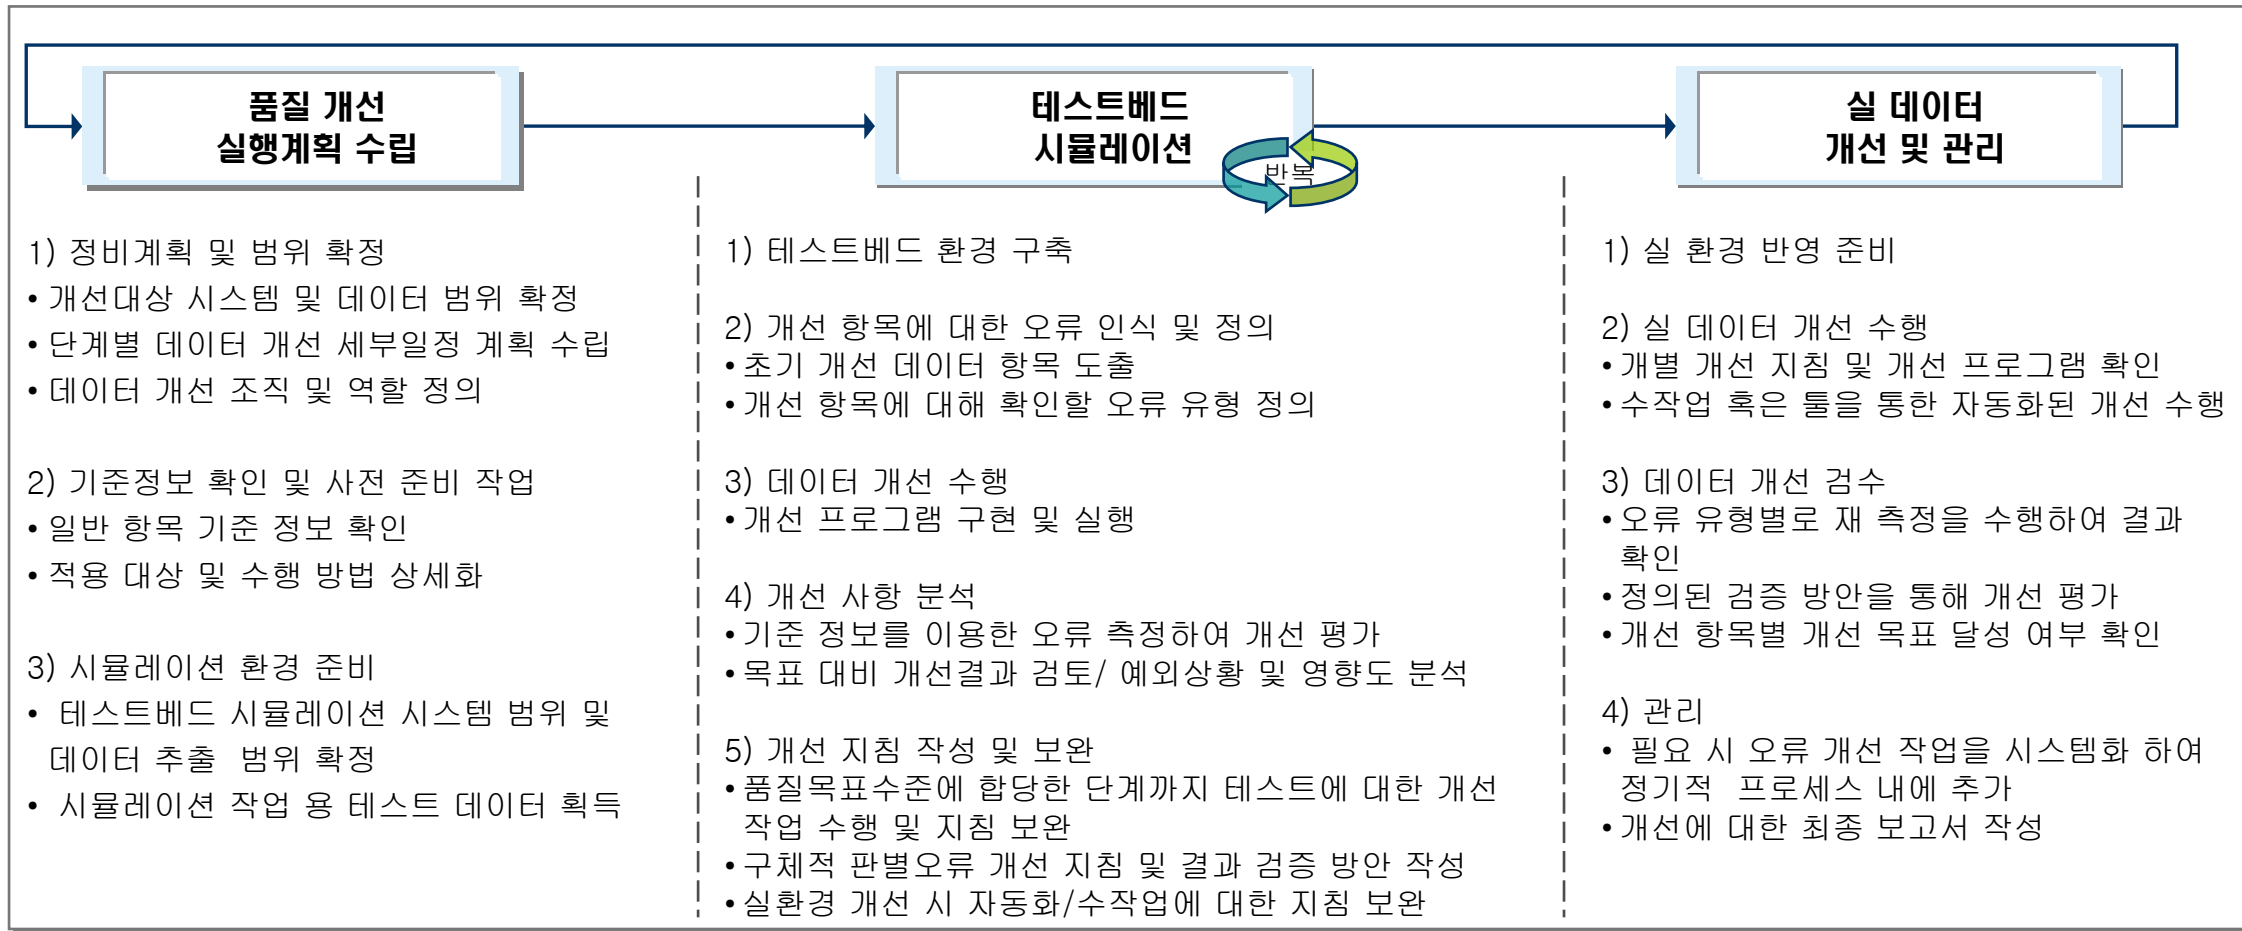 품질 개선
실행계획 수립
테스트베드
시뮬레이션
반복
실 데이터
개선 및 관리
1) 정비계획 및 범위 확정
•개선대상 시스템 및 데이터 범위 확정
•단계별 데이터 개선 세부일정 계획 수립
•데이터 개선 조직 및 역할 정의
2) 기준정보 확인 및 사전 준비 작업
•일반 항목 기준 정보 확인
•적용 대상 및 수행 방법 상세화
3) 시뮬레이션 환경 준비
• 테스트베드 시뮬레이션 시스템 범위 및
데이터 추출 범위 확정
• 시뮬레이션 작업 용 테스트 데이터 획득
1) 테스트베드 환경 구축
2) 개선 항목에 대한 오류 인식 및 정의
•초기 개선 데이터 항목 도출
•개선 항목에 대해 확인할 오류 유형 정의
3) 데이터 개선 수행
•개선 프로그램 구현 및 실행
4) 개선 사항 분석
•기준 정보를 이용한 오류 측정하여 개선 평가
•목표 대비 개선결과 검토/ 예외상황 및 영향도 분석
5) 개선 지침 작성 및 보완
•품질목표수준에 합당한 단계까지 테스트에 대한 개선
작업 수행 및 지침 보완
•구체적 판별오류 개선 지침 및 결과 검증 방안 작성
•실환경 개선 시 자동화/수작업에 대한 지침 보완
1) 실 환경 반영 준비
2) 실 데이터 개선 수행
•개별 개선 지침 및 개선 프로그램 확인
•수작업 혹은 툴을 통한 자동화된 개선 수행
3) 데이터 개선 검수
•오류 유형별로 재 측정을 수행하여 결과
확인
•정의된 검증 방안을 통해 개선 평가
•개선 항목별 개선 목표 달성 여부 확인
4) 관리
• 필요 시 오류 개선 작업을 시스템화 하여
정기적 프로세스 내에 추가
•개선에 대한 최종 보고서 작성